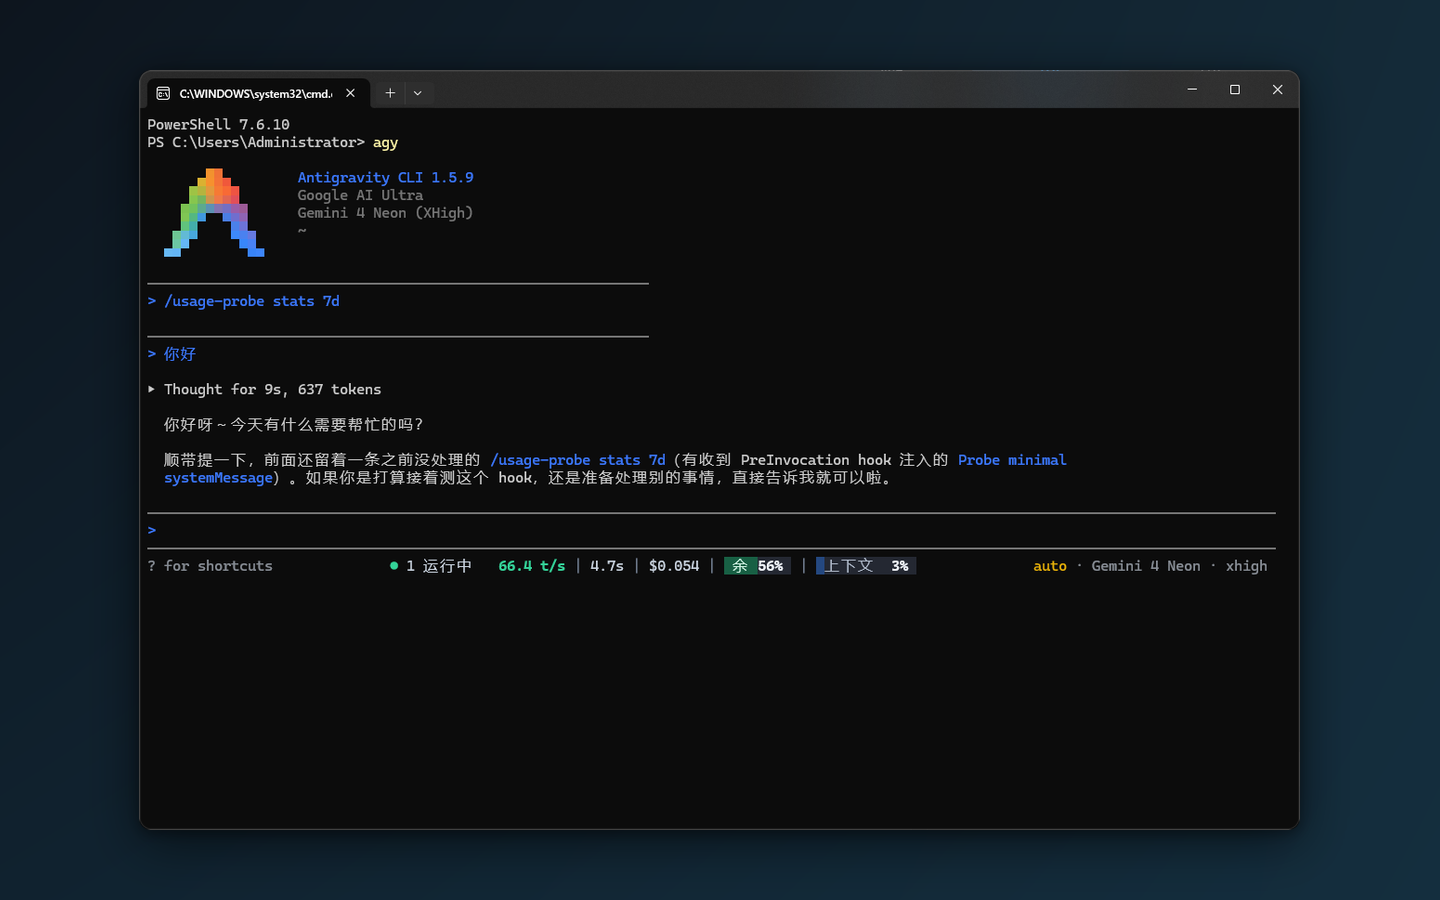 C:\WINDOWS\system32\cmd.
PowerShell 7.6.10
PS C:\Users\Administrator> agy
Antigravity CLI 1.5.9
Google AI Ultra
Gemini 4 Neon (XHigh)
~
> /usage-probe stats 7d
> 你好
▸ Thought for 9s, 637 tokens
你好呀～今天有什么需要帮忙的吗？
顺带提一下，前面还留着一条之前没处理的 /usage-probe stats 7d（有收到 PreInvocation hook 注入的 Probe minimal
systemMessage）。如果你是打算接着测这个 hook，还是准备处理别的事情，直接告诉我就可以啦。
>
? for shortcuts ● 1 运行中 66.4 t/s | 4.7s | $0.054 | 余 56% | 上下文 3% auto · Gemini 4 Neon · xhigh